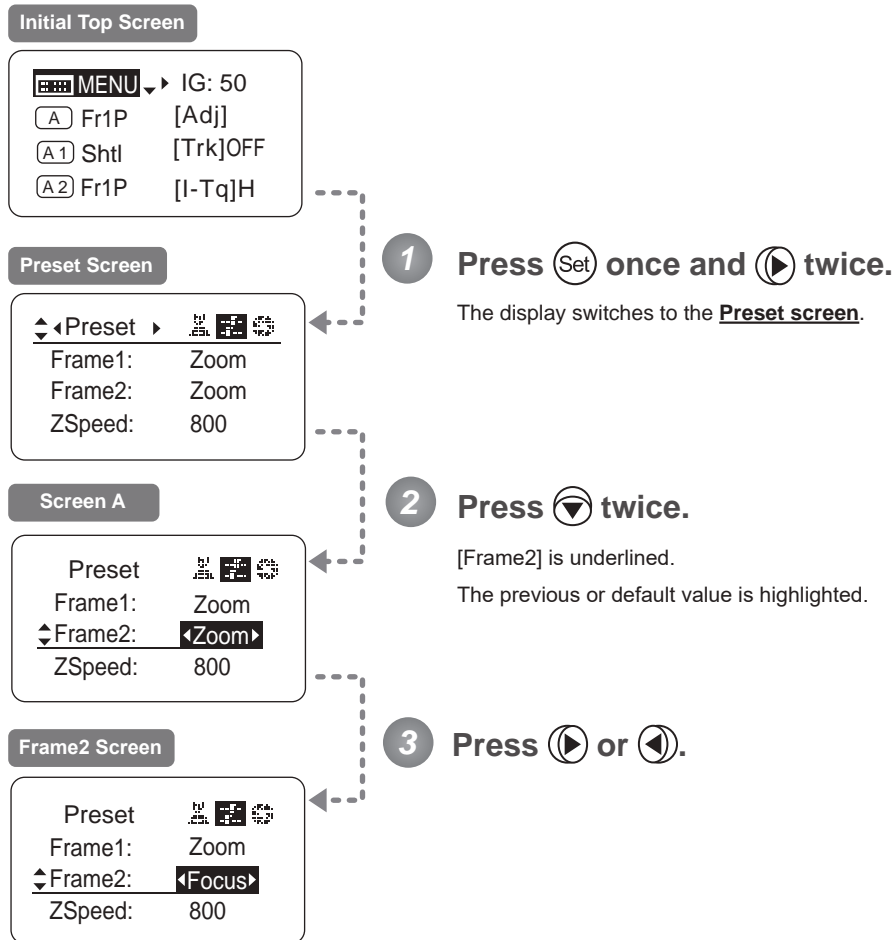 Initial Top Screen
MENU IG: 50
A Fr1P [Adj]
A1 Shtl [Trk]OFF
A2 Fr1P [I-Tq]H
1 Press Set once and twice.
The display switches to the Preset screen.
Preset Screen
Preset
Frame1: Zoom
Frame2: Zoom
ZSpeed: 800
2 Press twice.
[Frame2] is underlined.
The previous or default value is highlighted.
Screen A
Preset
Frame1: Zoom
Frame2: Zoom
ZSpeed: 800
3 Press or .
Frame2 Screen
Preset
Frame1: Zoom
Frame2: Focus
ZSpeed: 800